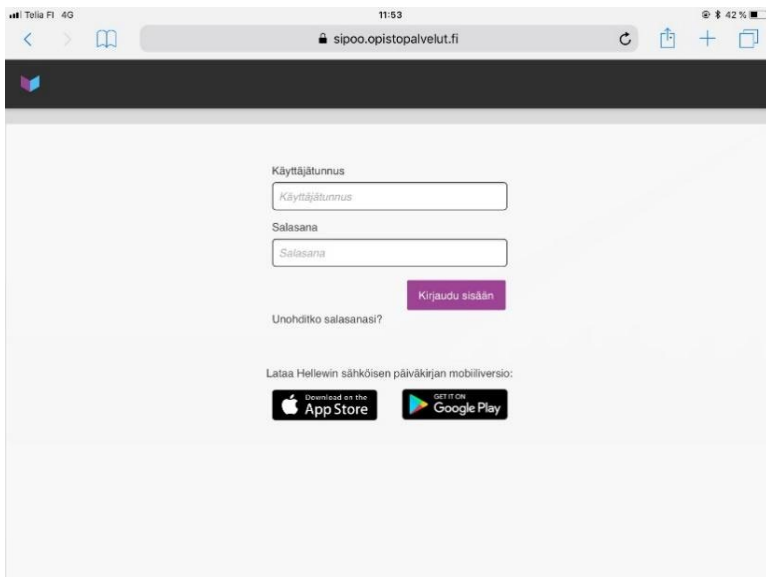 Telia FI 4G 11:53 42 %
sipoo.opistopalvelut.fi
Käyttäjätunnus
Käyttäjätunnus
Salasana
Salasana
Kirjaudu sisään
Unohditko salasanasi?
Lataa Hellewin sähköisen päiväkirjan mobiiliversio:
Download on the
App Store
GET IT ON
Google Play